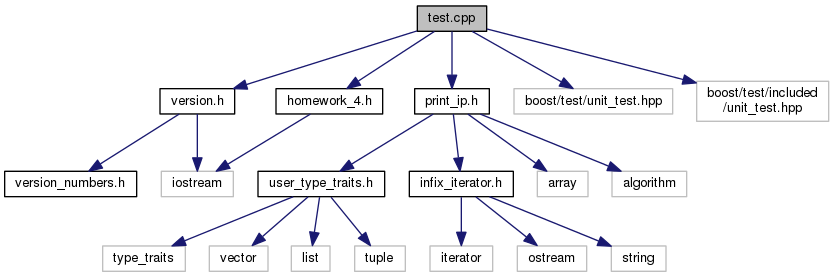 test.cpp
version.h
homework_4.h
print_ip.h
boost/test/unit_test.hpp
boost/test/included
/unit_test.hpp
version_numbers.h
iostream
user_type_traits.h
infix_iterator.h
array
algorithm
type_traits
vector
list
tuple
iterator
ostream
string